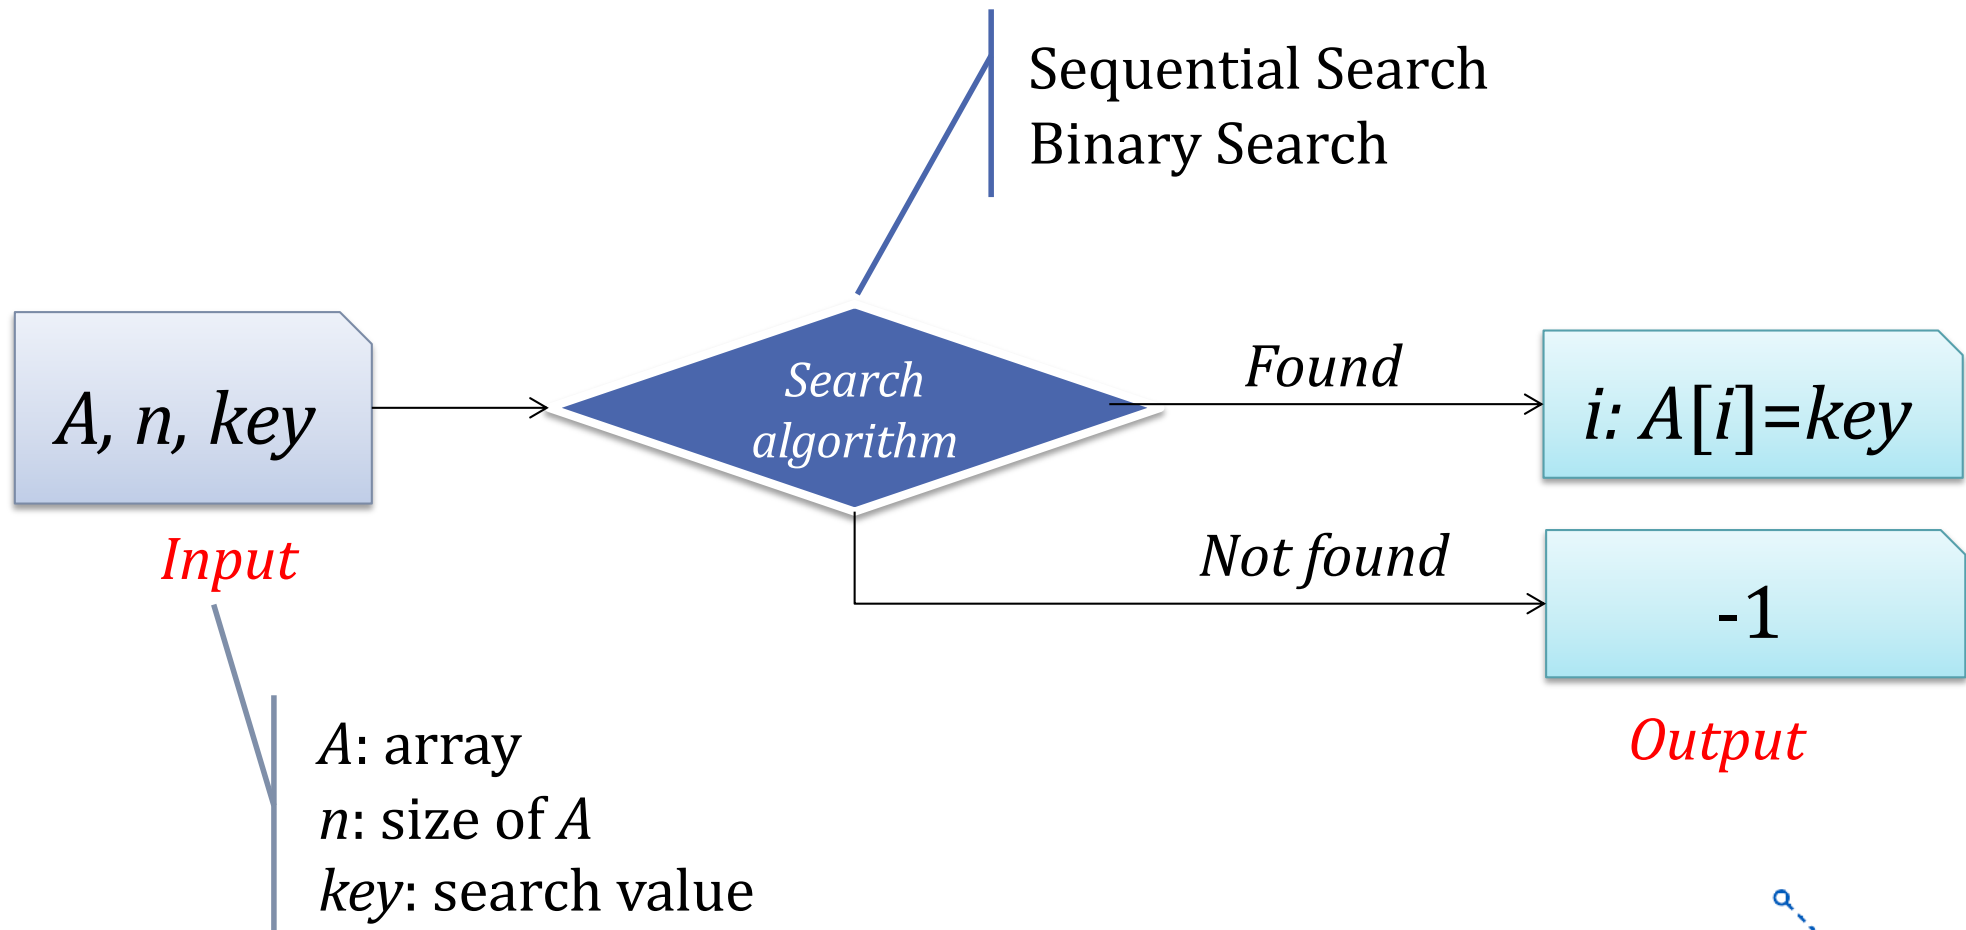 Sequential Search
Binary Search
A, n, key
Search
algorithm
Found
i: A[i]=key
Not found
-1
Input
Output
A: array
n: size of A
key: search value